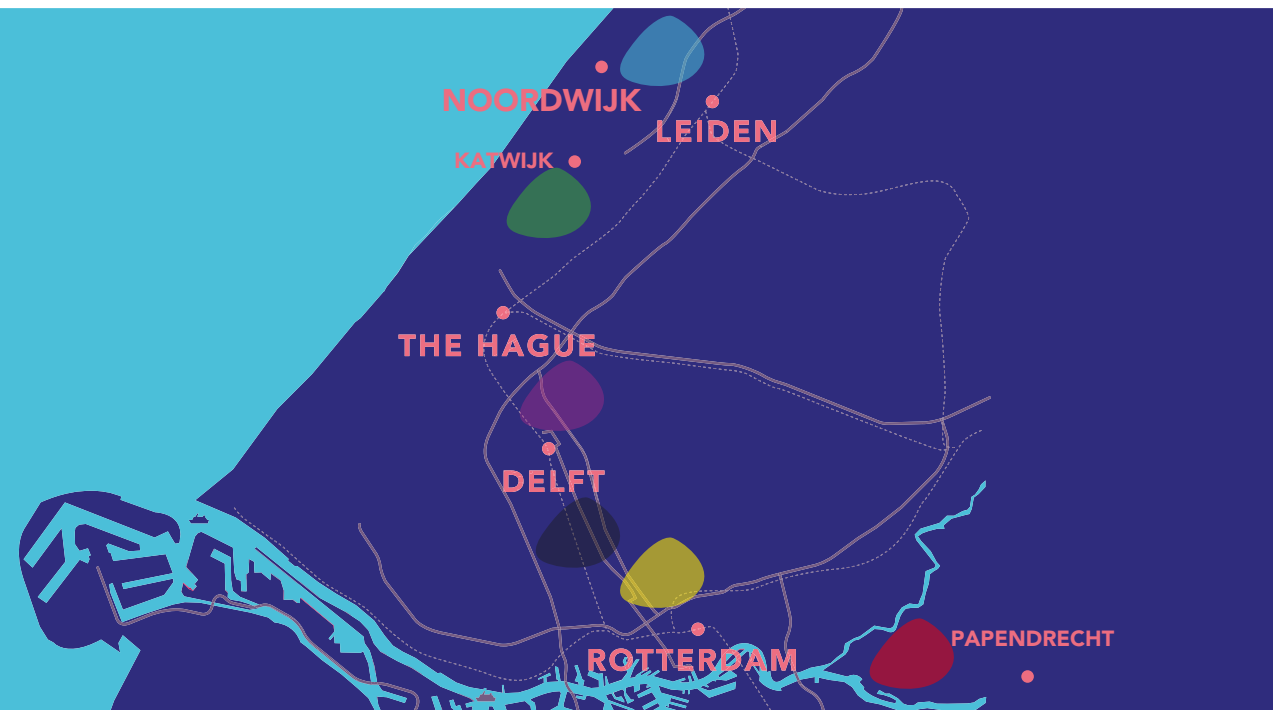 NOORDWIJK
LEIDEN
KATWIJK
THE HAGUE
DELFT
PAPENDRECHT
ROTTERDAM